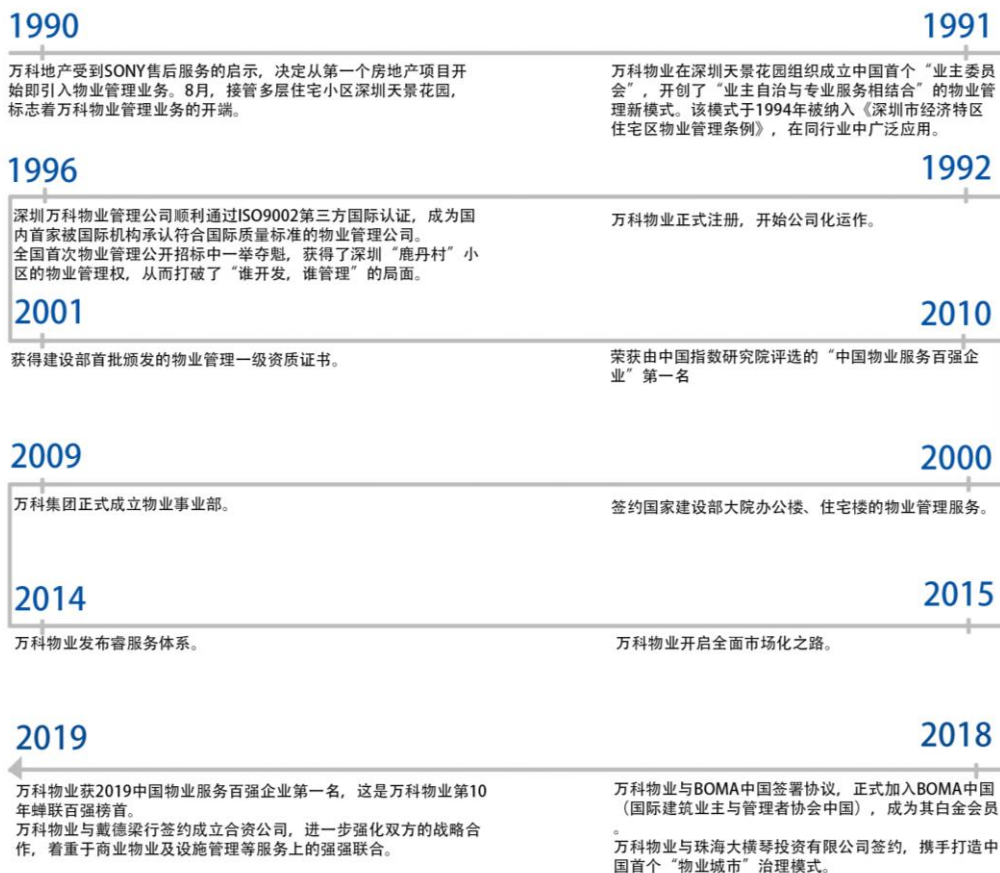 1990
万科地产受到SONY售后服务的启示，决定从第一个房地产项目开
始即引入物业管理业务。8月，接管多层住宅小区深圳天景花园，
标志着万科物业管理业务的开端。
1991
万科物业在深圳天景花园组织成立中国首个“业主委员
会”，开创了“业主自治与专业服务相结合”的物业管
理新模式。该模式于1994年被纳入《深圳市经济特区
住宅区物业管理条例》，在同行业中广泛应用。
1996
深圳万科物业管理公司顺利通过ISO9002第三方国际认证，成为国
内首家被国际机构承认符合国际质量标准的物业管理公司。
全国首次物业管理公开招标中一举夺魁，获得了深圳“鹿丹村”小
区的物业管理权，从而打破了“谁开发，谁管理”的局面。
1992
万科物业正式注册，开始公司化运作。
2001
获得建设部首批颁发的物业管理一级资质证书。
2010
荣获由中国指数研究院评选的“中国物业服务百强企
业”第一名
2009
万科集团正式成立物业事业部。
2000
签约国家建设部大院办公楼、住宅楼的物业管理服务。
2014
万科物业发布睿服务体系。
2015
万科物业开启全面市场化之路。
2019
万科物业获2019中国物业服务百强企业第一名，这是万科物业第10
年蝉联百强榜首。
万科物业与戴德梁行签约成立合资公司，进一步强化双方的战略合
作，着重于商业物业及设施管理等服务上的强强联合。
2018
万科物业与BOMA中国签署协议，正式加入BOMA中国
（国际建筑业主与管理者协会中国），成为其白金会员
。
万科物业与珠海大横琴投资有限公司签约，携手打造中
国首个“物业城市”治理模式。